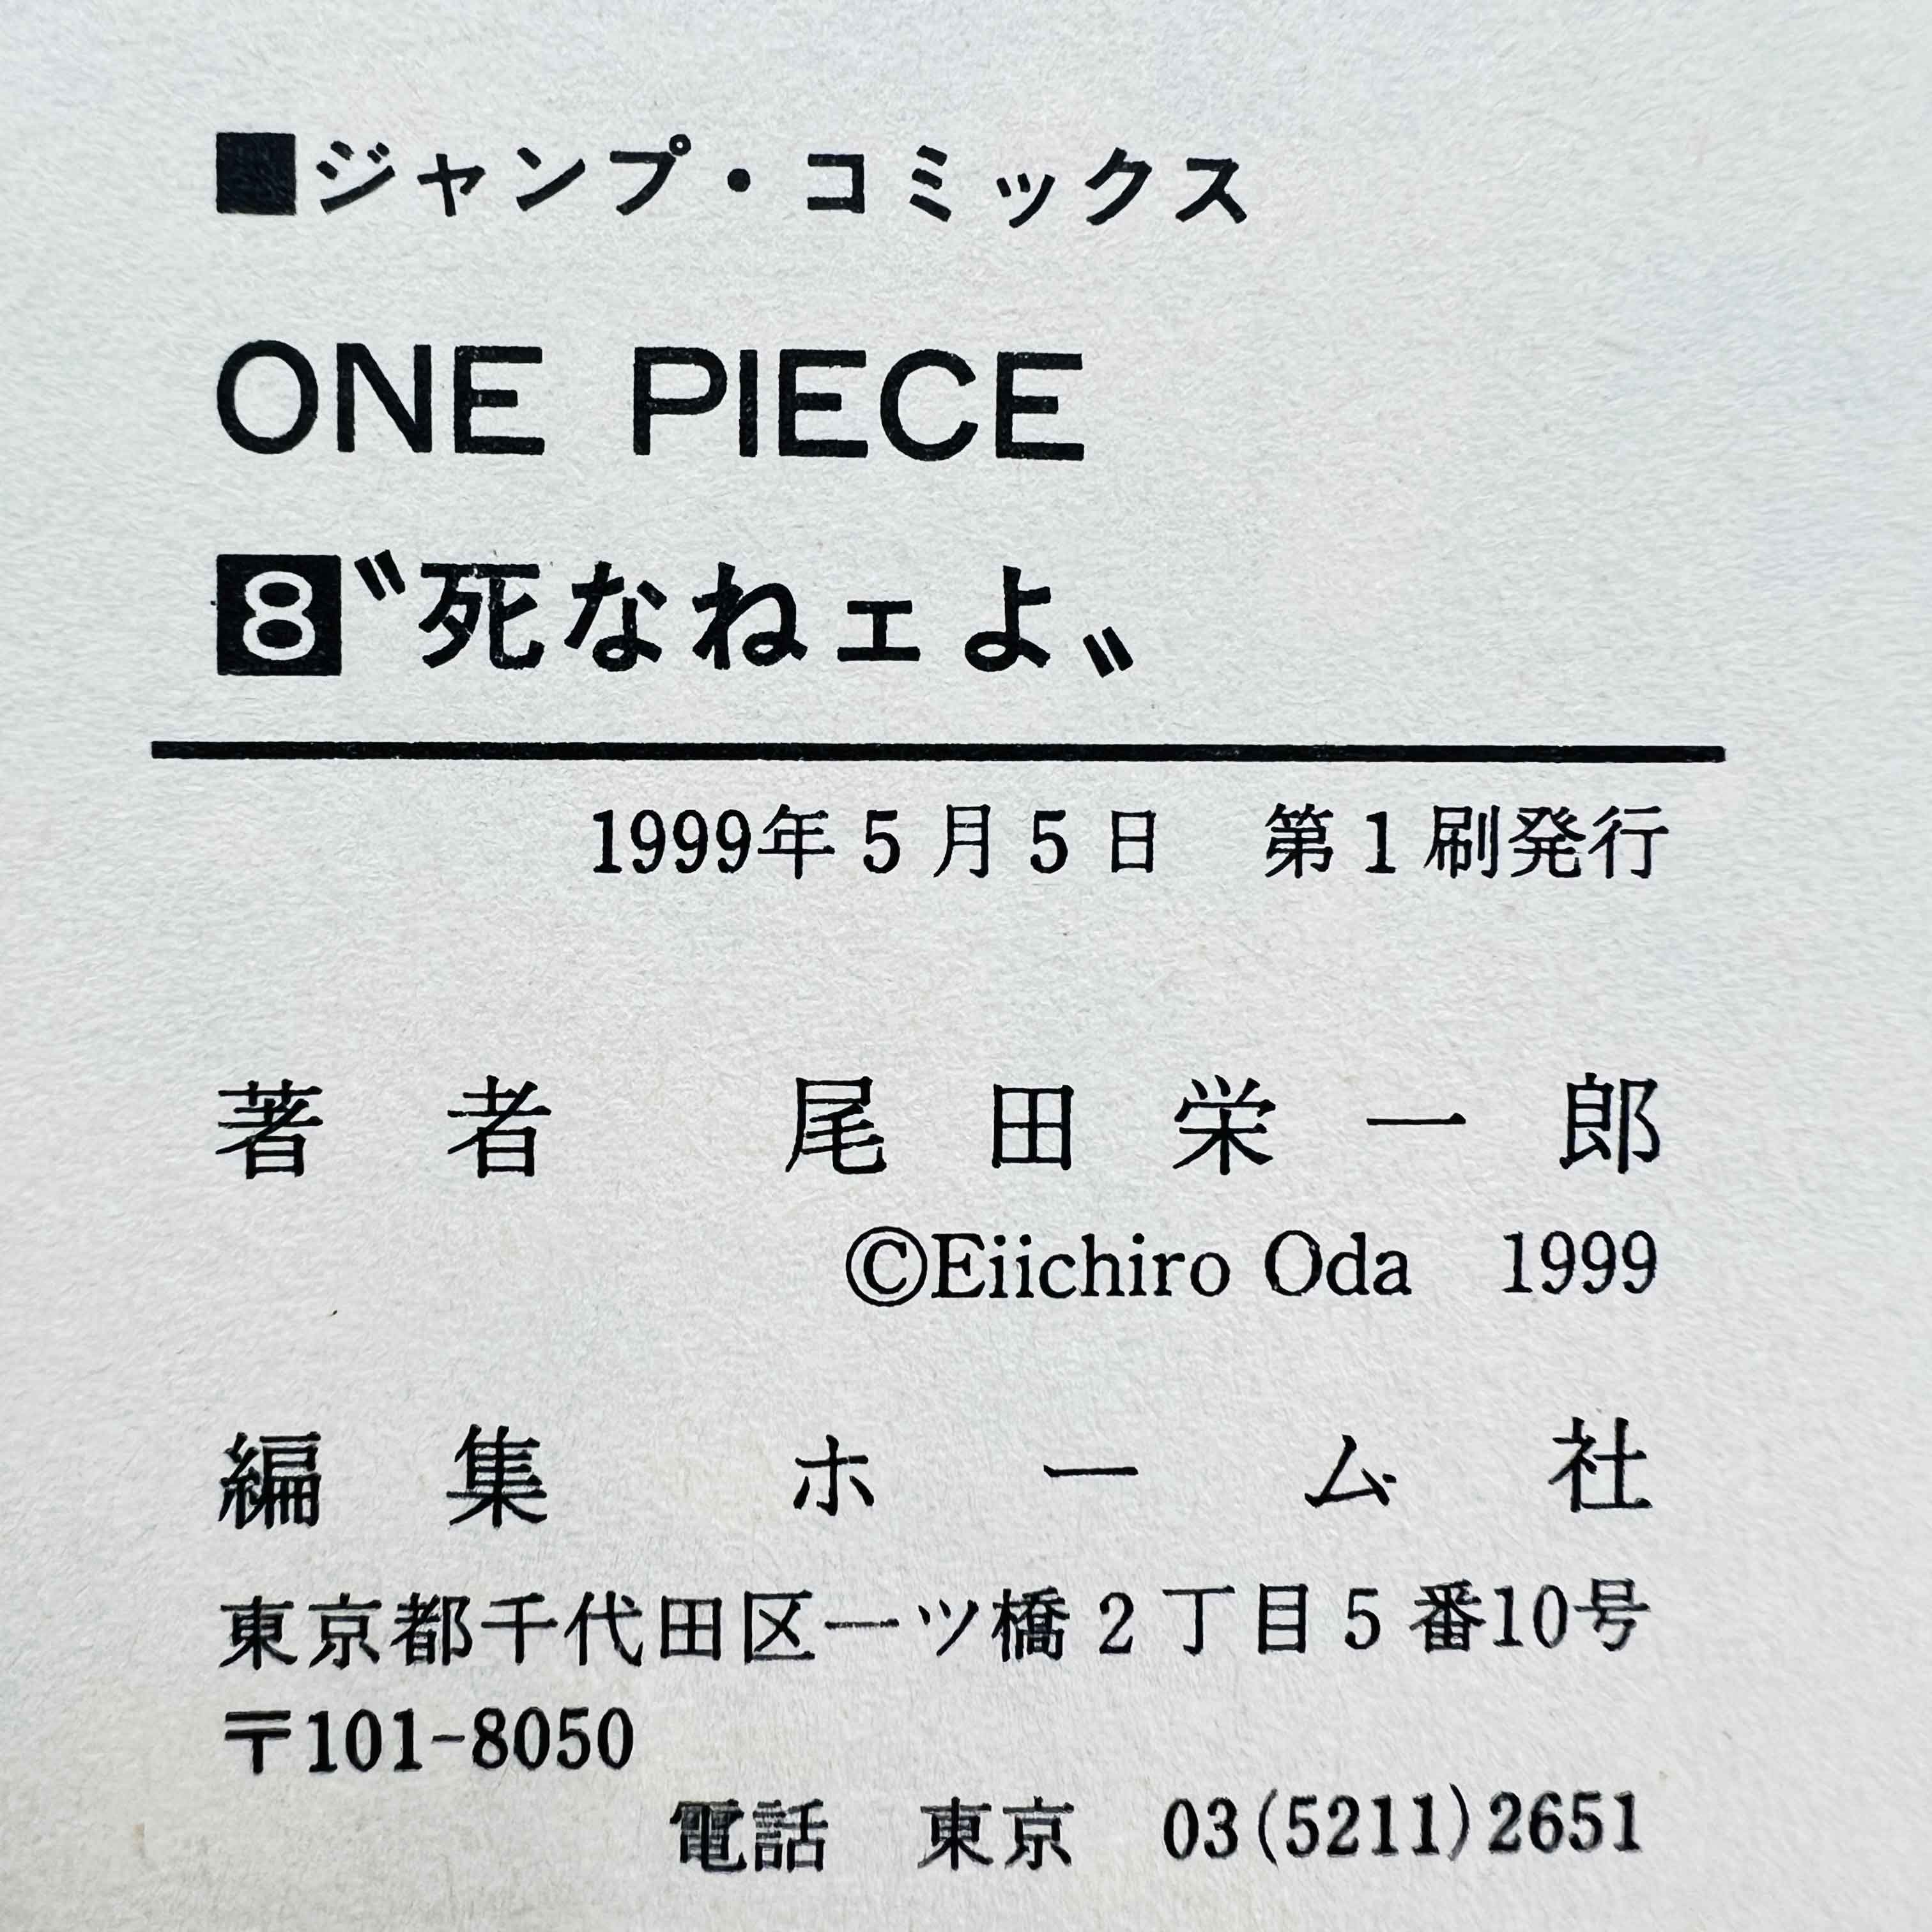 ■ジャンプ・コミックス
ONE PIECE
8〝死なねェよ〟
1999年5月5日　第1刷発行
著者　尾田栄一郎
©Eiichiro Oda　1999
編集　ホーム社
東京都千代田区一ツ橋2丁目5番10号
〒101-8050
電話　東京　03(5211)2651